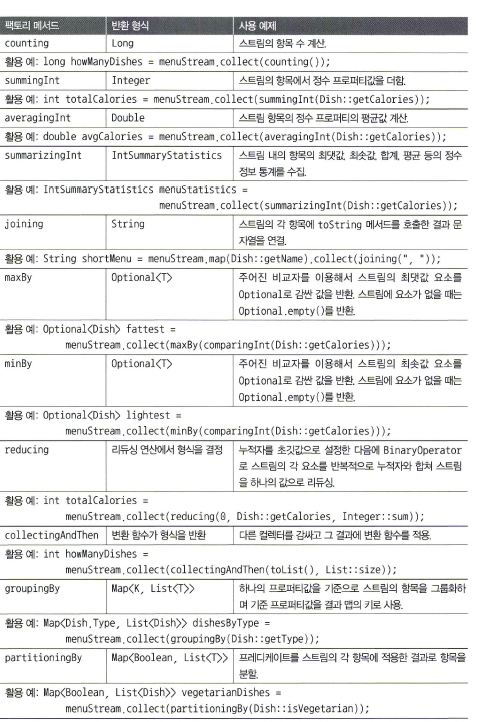 팩토리 메서드 반환 형식 사용 예제
counting Long 스트림의 항목 수 계산.
활용 예: long howManyDishes = menuStream.collect(counting());
summingInt Integer 스트림의 항목에서 정수 프로퍼티값을 더함.
활용 예: int totalCalories = menuStream.collect(summingInt(Dish::getCalories));
averagingInt Double 스트림 항목의 정수 프로퍼티의 평균값 계산.
활용 예: double avgCalories = menuStream.collect(averagingInt(Dish::getCalories));
summarizingInt IntSummaryStatistics 스트림 내의 항목의 최댓값, 최솟값, 합계, 평균 등의 정수
정보 통계를 수집.
활용 예: IntSummaryStatistics menuStatistics =
menuStream.collect(summarizingInt(Dish::getCalories));
joining String 스트림의 각 항목에 toString 메서드를 호출한 결과 문
자열을 연결.
활용 예: String shortMenu = menuStream.map(Dish::getName).collect(joining(", "));
maxBy Optional<T> 주어진 비교자를 이용해서 스트림의 최댓값 요소를
Optional로 감싼 값을 반환. 스트림에 요소가 없을 때는
Optional.empty()를 반환.
활용 예: Optional<Dish> fattest =
menuStream.collect(maxBy(comparingInt(Dish::getCalories)));
minBy Optional<T> 주어진 비교자를 이용해서 스트림의 최솟값 요소를
Optional로 감싼 값을 반환. 스트림에 요소가 없을 때는
Optional.empty()를 반환.
활용 예: Optional<Dish> lightest =
menuStream.collect(minBy(comparingInt(Dish::getCalories)));
reducing 리듀싱 연산에서 형식을 결정 누적자를 초깃값으로 설정한 다음에 BinaryOperator
로 스트림의 각 요소를 반복적으로 누적자와 합쳐 스트림
을 하나의 값으로 리듀싱.
활용 예: int totalCalories =
menuStream.collect(reducing(0, Dish::getCalories, Integer::sum));
collectingAndThen 변환 함수가 형식을 반환 다른 컬렉터를 감싸고 그 결과에 변환 함수를 적용.
활용 예: int howManyDishes =
menuStream.collect(collectingAndThen(toList(), List::size));
groupingBy Map<K, List<T>> 하나의 프로퍼티값을 기준으로 스트림의 항목을 그룹화하
며 기준 프로퍼티값을 결과 맵의 키로 사용.
활용 예: Map<Dish.Type, List<Dish>> dishesByType =
menuStream.collect(groupingBy(Dish::getType));
partitioningBy Map<Boolean, List<T>> 프레디케이트를 스트림의 각 항목에 적용한 결과로 항목을
분할.
활용 예: Map<Boolean, List<Dish>> vegetarianDishes =
menuStream.collect(partitioningBy(Dish::isVegetarian));